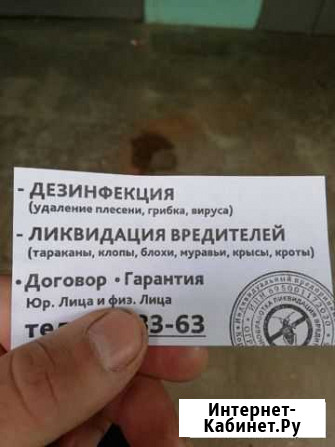 - ДЕЗИНФЕКЦИЯ
(удаление плесени, грибка, вируса)
- ЛИКВИДАЦИЯ ВРЕДИТЕЛЕЙ
(тараканы, клопы, блохи, муравьи, крысы, кроты)
• Договор • Гарантия
Юр. Лица и физ. Лица
тел 33-63
Интернет-
Кабинет.Ру